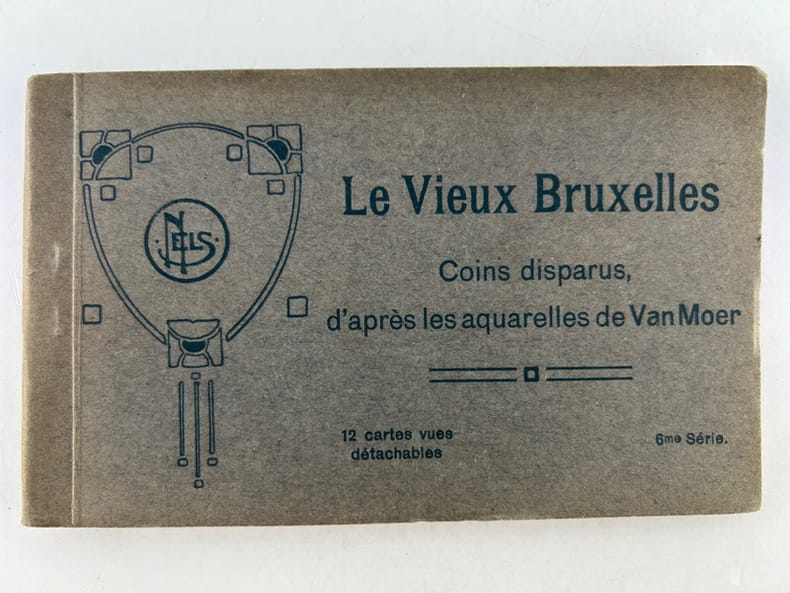 NELS
Le Vieux Bruxelles
Coins disparus,
d'après les aquarelles de Van Moer
12 cartes vues
détachables
6me Série.